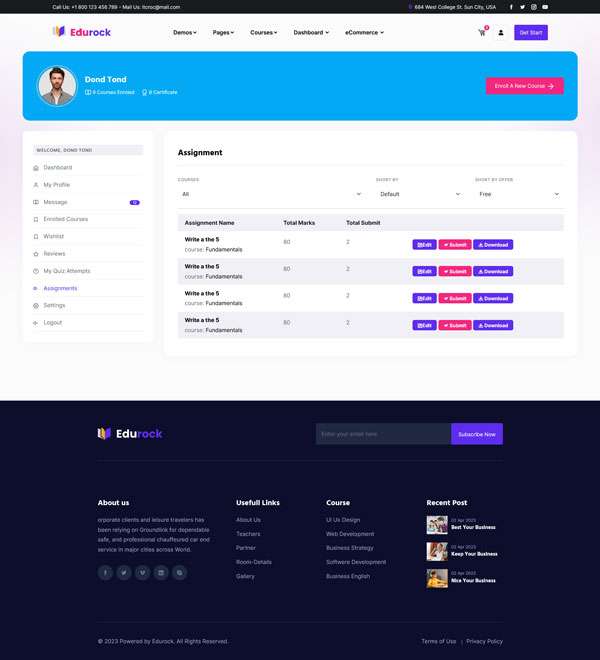 Call Us: +1 800 123 456 789 - Mail Us: Itcroc@mail.com
684 West College St. Sun City, USA
Edurock
Demos Pages Courses Dashboard eCommerce
0
Get Start
Dond Tond
9 Courses Enroled 8 Certificate
Enroll A New Course
WELCOME, DOND TOND
Dashboard
My Profile
Message 12
Enrolled Courses
Wishlist
Reviews
My Quiz Attempts
Assignments
Settings
Logout
Assignment
COURSES SHORT BY SHORT BY OFFER
All Default Free
Assignment Name Total Marks Total Submit
Write a the 5
course: Fundamentals
80 2 Edit Submit Download
Write a the 5
course: Fundamentals
80 2 Edit Submit Download
Write a the 5
course: Fundamentals
80 2 Edit Submit Download
Write a the 5
course: Fundamentals
80 2 Edit Submit Download
Edurock
Enter your email here Subscribe Now
About us
orporate clients and leisure travelers has
been relying on Groundlink for dependable
safe, and professional chauffeured car end
service in major cities across World.
Usefull Links
About Us
Teachers
Partner
Room-Details
Gallery
Course
Ui Ux Design
Web Development
Business Strategy
Softwere Development
Business English
Recent Post
02 Apr 2023
Best Your Business
02 Apr 2023
Keep Your Business
02 Apr 2023
Nice Your Business
© 2023 Powered by Edurock. All Rights Reserved.
Terms of Use | Privacy Policy